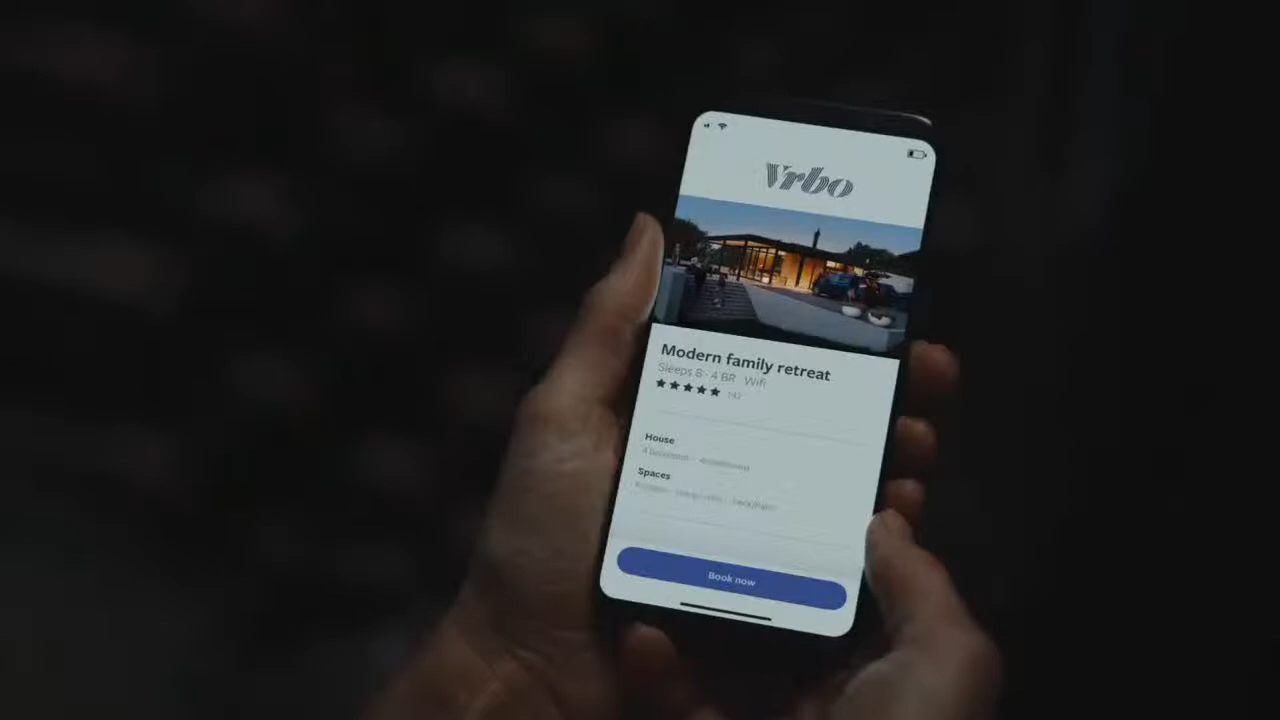 Vrbo
Modern family retreat
Sleeps 8 · 4 BR · Wifi
House
Spaces
Book now